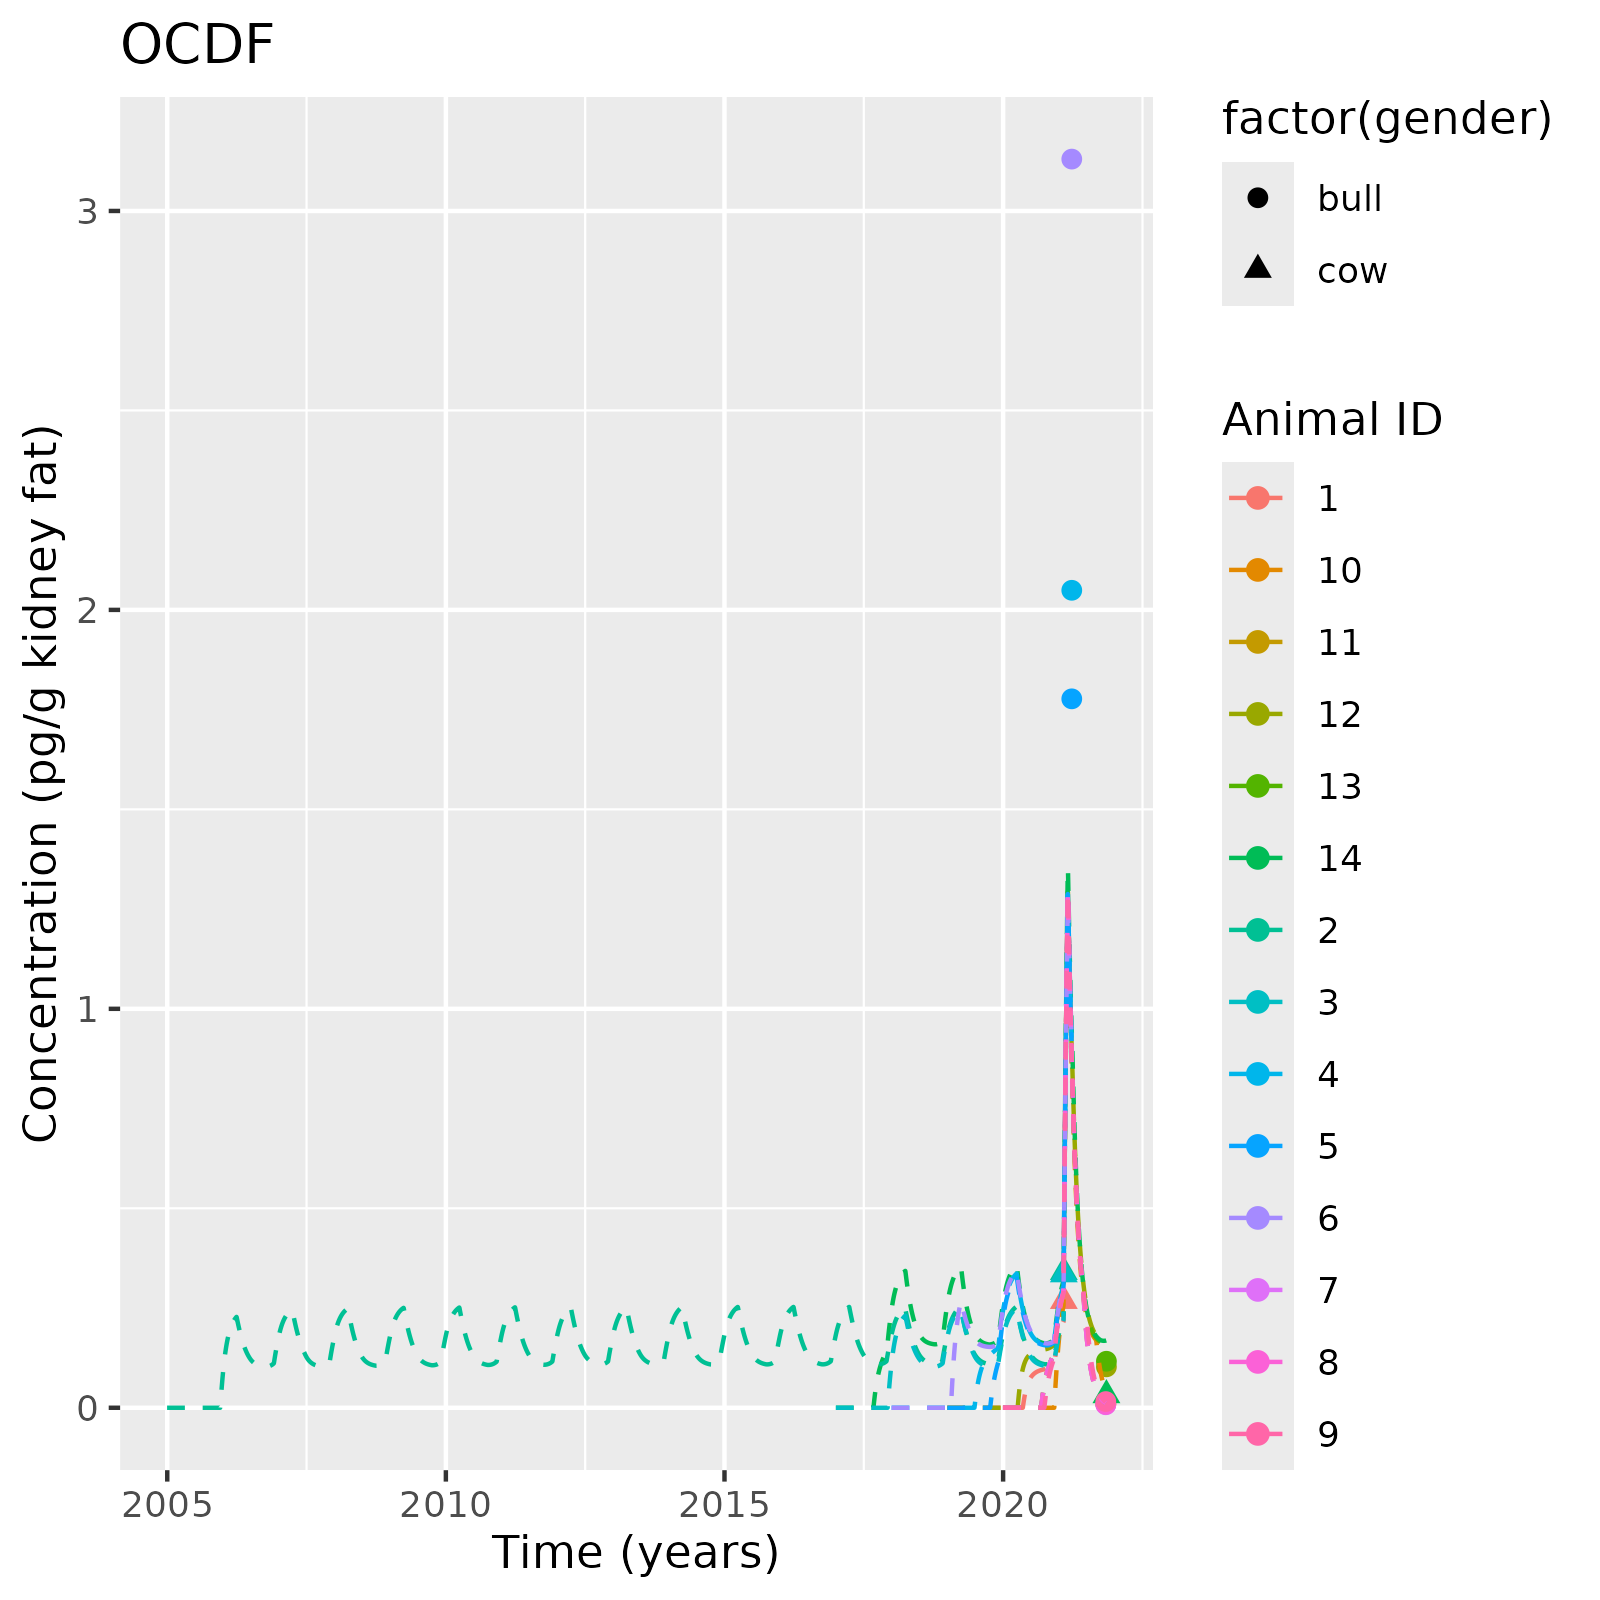 OCDF
Concentration (pg/g kidney fat)
3
2
1
0
2005 2010 2015 2020
Time (years)
factor(gender)
bull
cow
Animal ID
1
10
11
12
13
14
2
3
4
5
6
7
8
9